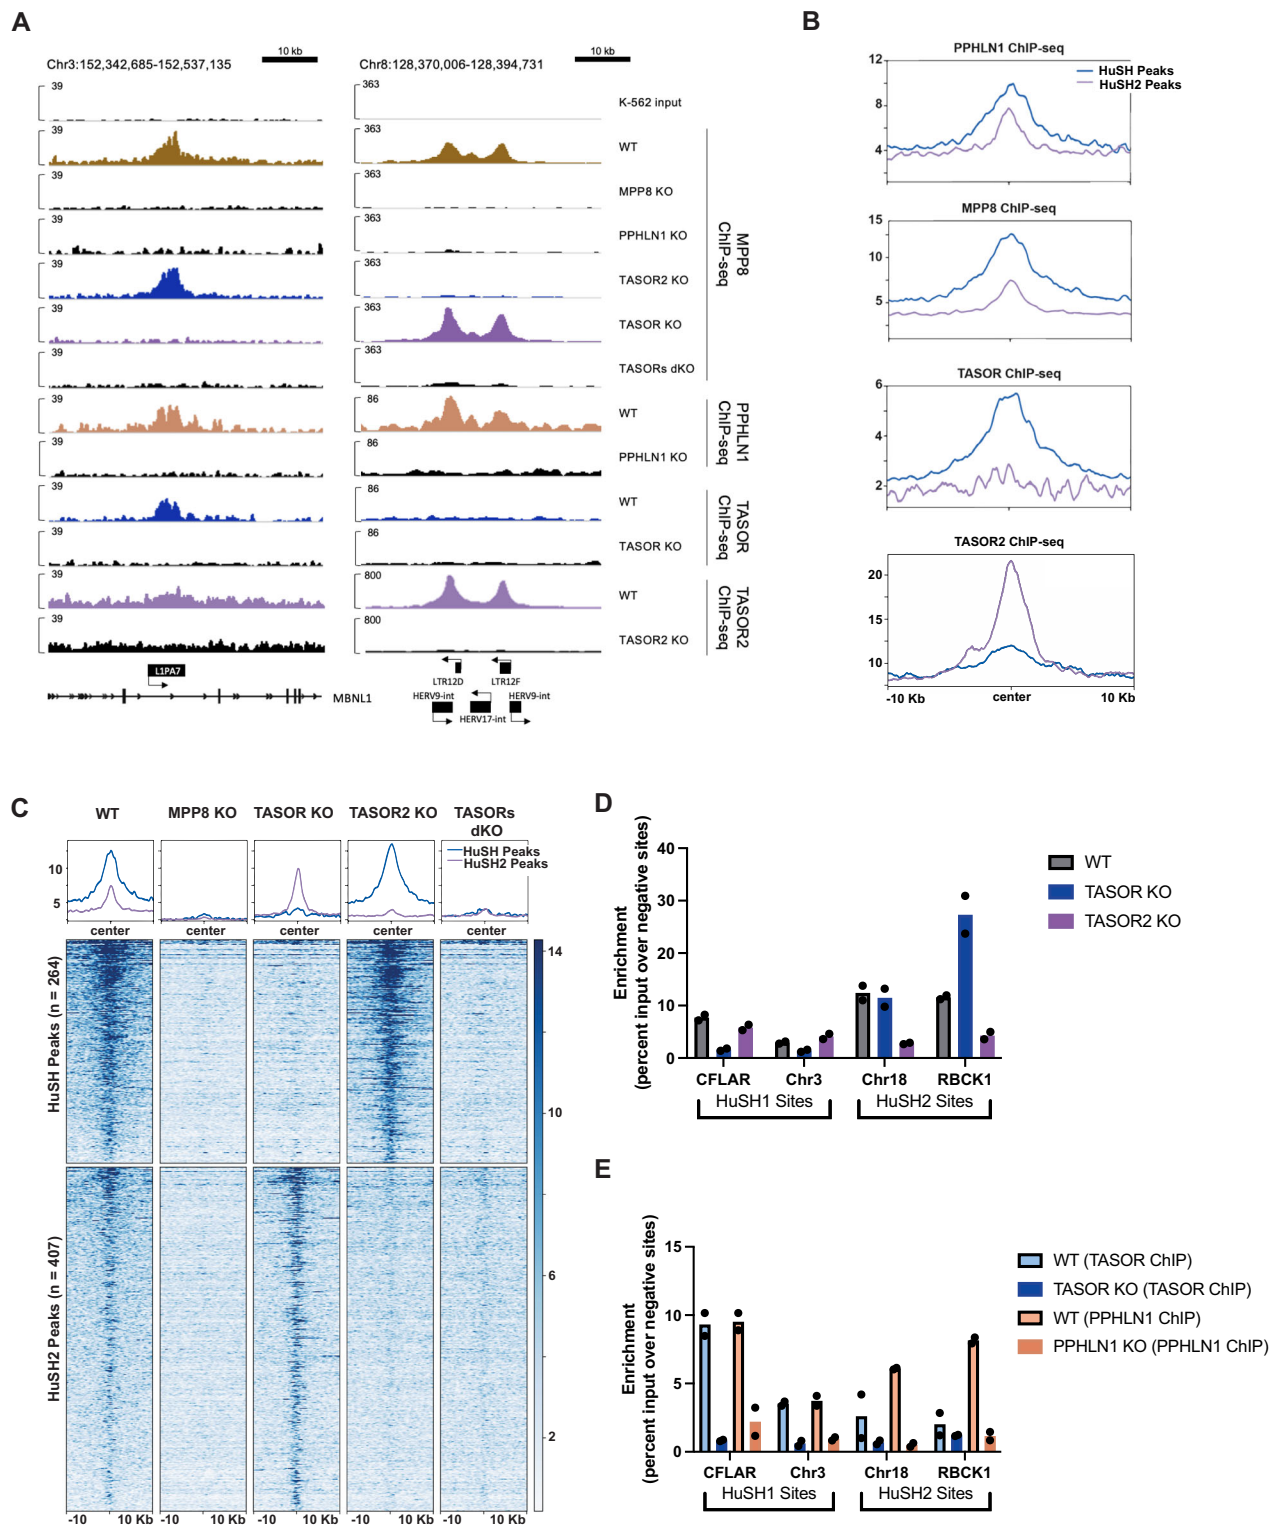 A
Chr3:152,342,685-152,537,135
10 kb
Chr8:128,370,006-128,394,731
10 kb
39
363
K-562 input
39
363
WT
39
363
MPP8 KO
39
363
PPHLN1 KO
39
363
TASOR2 KO
39
363
TASOR KO
39
363
TASORs dKO
MPP8
ChIP-seq
39
86
WT
39
86
PPHLN1 KO
PPHLN1
ChIP-seq
39
86
WT
39
86
TASOR KO
TASOR
ChIP-seq
39
800
WT
39
800
TASOR2 KO
TASOR2
ChIP-seq
L1PA7
MBNL1
LTR12D
LTR12F
HERV9-int
HERV9-int
HERV17-int
B
PPHLN1 ChIP-seq
HuSH Peaks
HuSH2 Peaks
12
8
4
MPP8 ChIP-seq
15
10
5
TASOR ChIP-seq
6
4
2
TASOR2 ChIP-seq
20
15
10
-10 Kb
center
10 Kb
C
WT
MPP8 KO
TASOR KO
TASOR2 KO
TASORs
dKO
HuSH Peaks
HuSH2 Peaks
10
5
center
center
center
center
center
HuSH Peaks (n = 264)
HuSH2 Peaks (n = 407)
14
10
6
2
-10
10 Kb
-10
10 Kb
-10
10 Kb
-10
10 Kb
-10
10 Kb
D
Enrichment
(percent input over negative sites)
40
30
20
10
0
CFLAR
Chr3
Chr18
RBCK1
HuSH1 Sites
HuSH2 Sites
WT
TASOR KO
TASOR2 KO
E
Enrichment
(percent input over negative sites)
15
10
5
0
CFLAR
Chr3
Chr18
RBCK1
HuSH1 Sites
HuSH2 Sites
WT (TASOR ChIP)
TASOR KO (TASOR ChIP)
WT (PPHLN1 ChIP)
PPHLN1 KO (PPHLN1 ChIP)